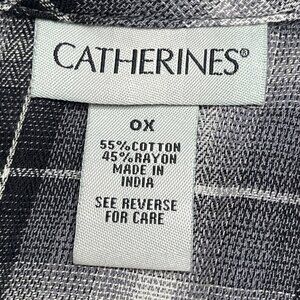 CATHERINES®
0X
55% COTTON
45% RAYON
MADE IN
INDIA
SEE REVERSE
FOR CARE